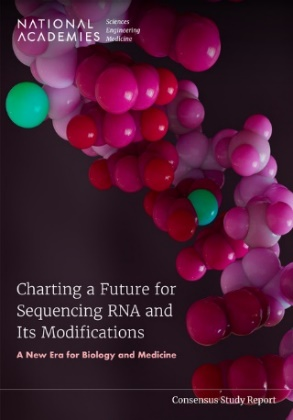 NATIONAL
ACADEMIES
Sciences
Engineering
Medicine
Charting a Future for
Sequencing RNA and
Its Modifications
A New Era for Biology and Medicine
Consensus Study Report